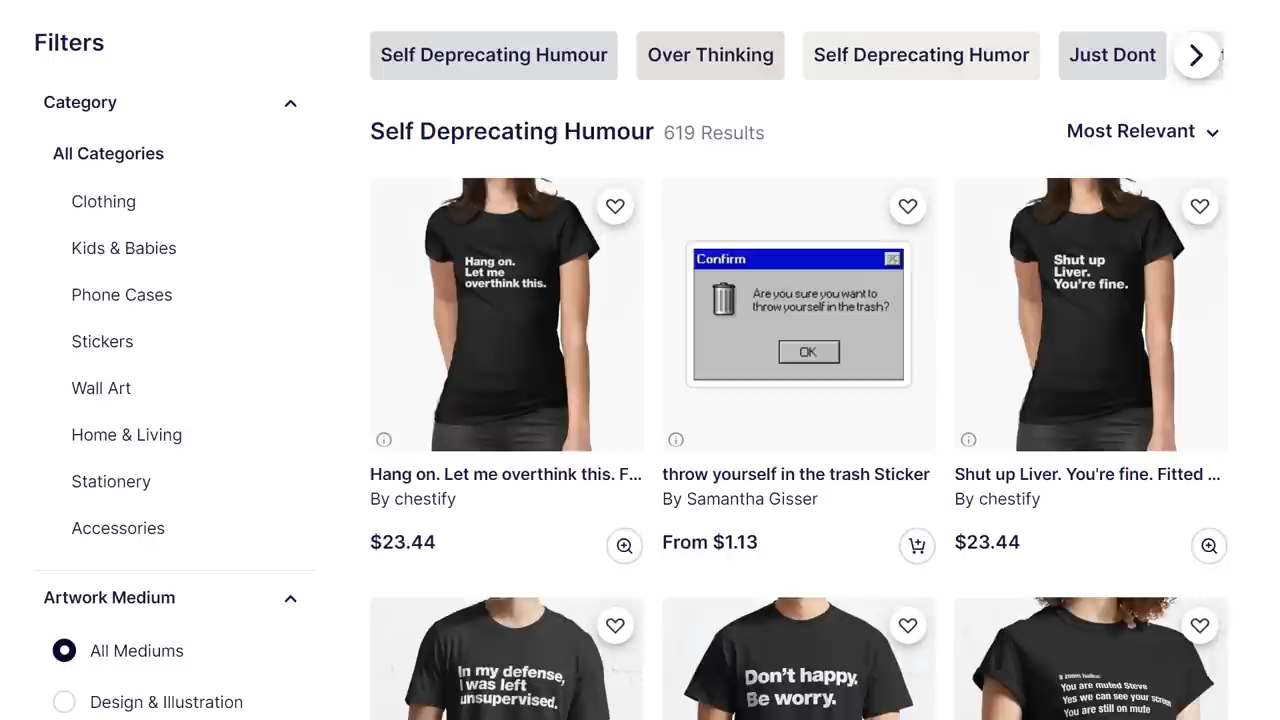 Filters
Self Deprecating Humour
Over Thinking
Self Deprecating Humor
Just Dont
Category
Self Deprecating Humour 619 Results
Most Relevant
All Categories
Clothing
Kids & Babies
Phone Cases
Stickers
Wall Art
Home & Living
Stationery
Accessories
Artwork Medium
All Mediums
Design & Illustration
Hang on.
Let me
overthink this.
Confirm
Are you sure you want to
throw yourself in the trash?
OK
Shut up
Liver.
You're fine.
Hang on. Let me overthink this. F...
By chestify
$23.44
throw yourself in the trash Sticker
By Samantha Gisser
From $1.13
Shut up Liver. You're fine. Fitted ...
By chestify
$23.44
In my defense,
I was left
unsupervised.
Don't happy.
Be worry.
You are muted Steve
Yes we can see your screen
You are still on mute